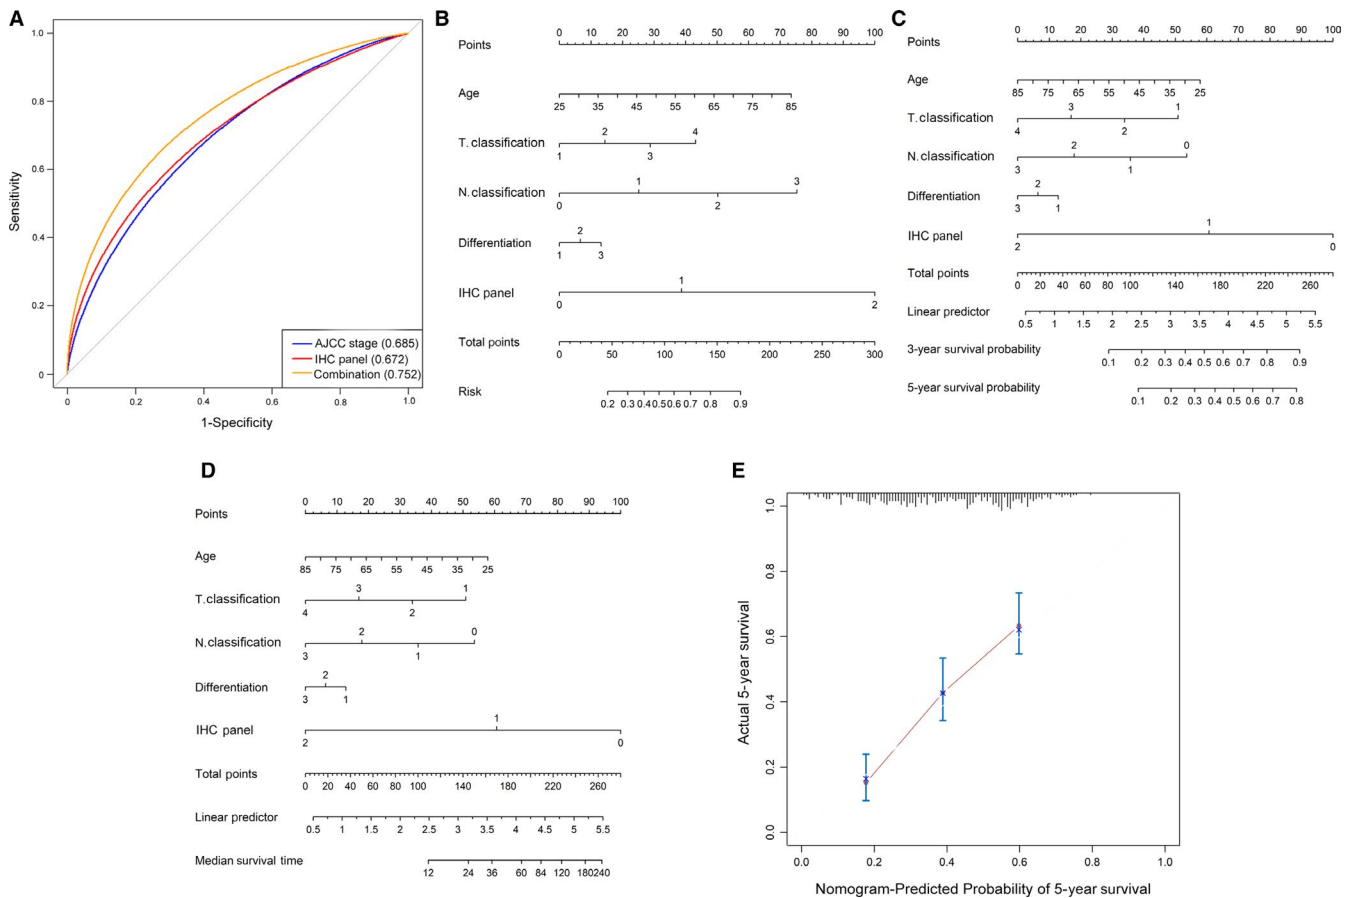 A
1.0
0.8
0.6
0.4
0.2
0
Sensitivity
0 0.2 0.4 0.6 0.8 1.0
1-Specificity
AJCC stage (0.685)
IHC panel (0.672)
Combination (0.752)
B
0 10 20 30 40 50 60 70 80 90 100
Points
Age
25 35 45 55 65 75 85
2 4
T. classification
1 3
1 3
N. classification
0 2
2
Differentiation
1 3
1
IHC panel
0 2
Total points
0 50 100 150 200 250 300
Risk
0.2 0.3 0.4 0.5 0.6 0.7 0.8 0.9
C
0 10 20 30 40 50 60 70 80 90 100
Points
Age
85 75 65 55 45 35 25
3 1
T. classification
4 2
2 0
N. classification
3 1
2
Differentiation
3 1
1
IHC panel
2 0
Total points
0 20 40 60 80 100 140 180 220 260
Linear predictor
0.5 1 1.5 2 2.5 3 3.5 4 4.5 5 5.5
3-year survival probability
0.1 0.2 0.3 0.4 0.5 0.6 0.7 0.8 0.9
5-year survival probability
0.1 0.2 0.3 0.4 0.5 0.6 0.7 0.8
D
0 10 20 30 40 50 60 70 80 90 100
Points
Age
85 75 65 55 45 35 25
3 1
T. classification
4 2
2 0
N. classification
3 1
2
Differentiation
3 1
1
IHC panel
2 0
Total points
0 20 40 60 80 100 140 180 220 260
Linear predictor
0.5 1 1.5 2 2.5 3 3.5 4 4.5 5 5.5
Median survival time
12 24 36 60 84 120 180 240
E
1.0
0.8
0.6
0.4
0.2
0.0
Actual 5-year survival
0.0 0.2 0.4 0.6 0.8 1.0
Nomogram-Predicted Probability of 5-year survival